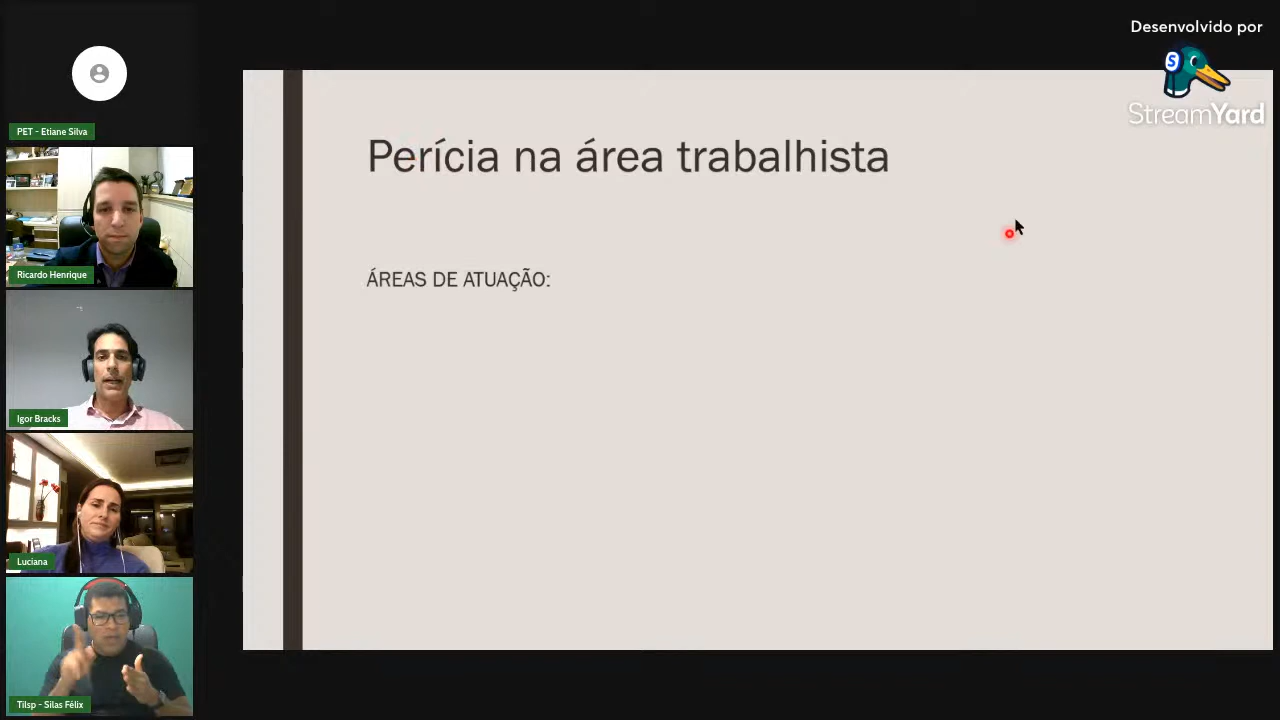 Desenvolvido por
StreamYard
PET - Etiane Silva
Ricardo Henrique
Igor Bracks
Luciana
Tilsp - Silas Félix
Perícia na área trabalhista
ÁREAS DE ATUAÇÃO: